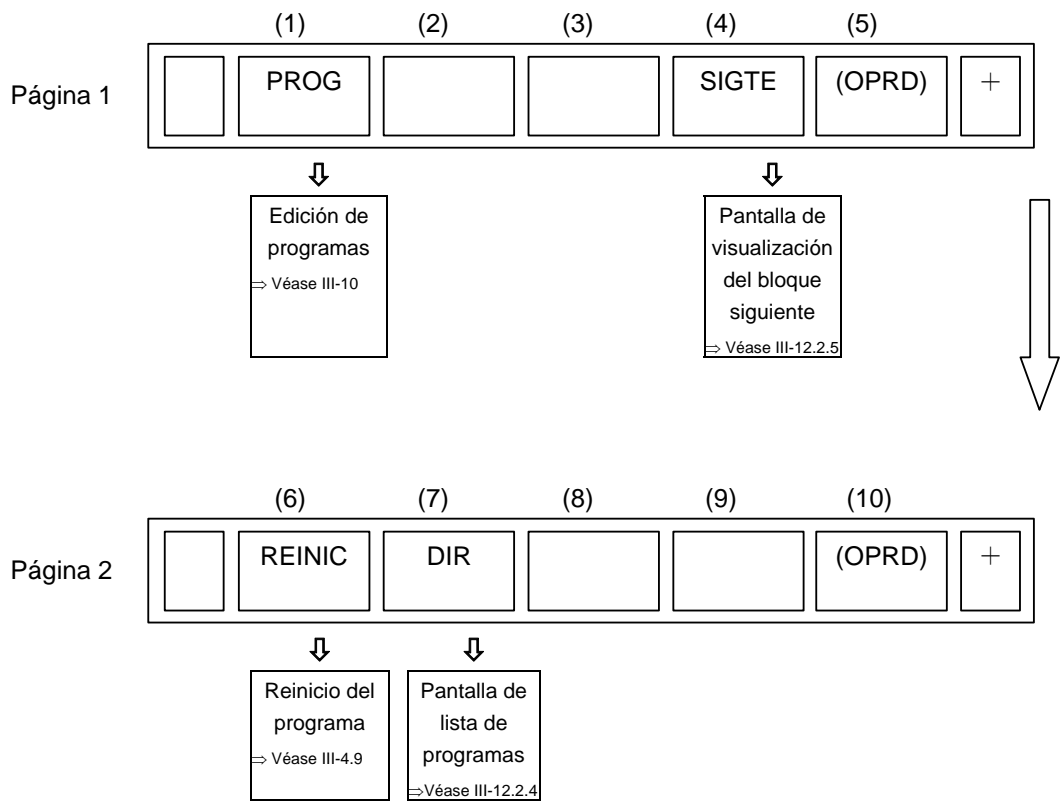 (1) (2) (3) (4) (5)
Página 1
PROG SIGTE (OPRD) +
Edición de
programas
⇒ Véase III-10
Pantalla de
visualización
del bloque
siguiente
⇒ Véase III-12.2.5
(6) (7) (8) (9) (10)
Página 2
REINIC DIR (OPRD) +
Reinicio del
programa
⇒ Véase III-4.9
Pantalla de
lista de
programas
⇒Véase III-12.2.4